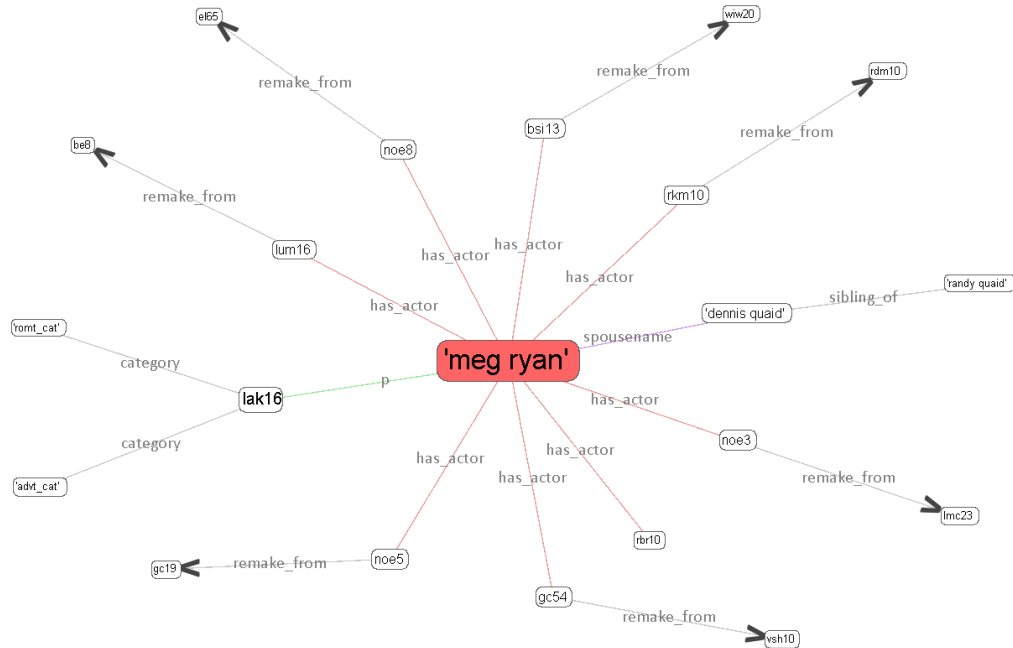 el65
wiw20
remake_from
remake_from
rdm10
bsi13
remake_from
be8
noe8
remake_from
rkm10
lum16
has_actor
has_actor
has_actor
has_actor
'randy quaid'
sibling_of
'dennis quaid'
'romt_cat'
spousename
'meg ryan'
category
p
lak16
has_actor
category
noe3
has_actor
has_actor
has_actor
remake_from
'advt_cat'
lmc23
rbr10
noe5
remake_from
gc19
gc54
remake_from
vsh10